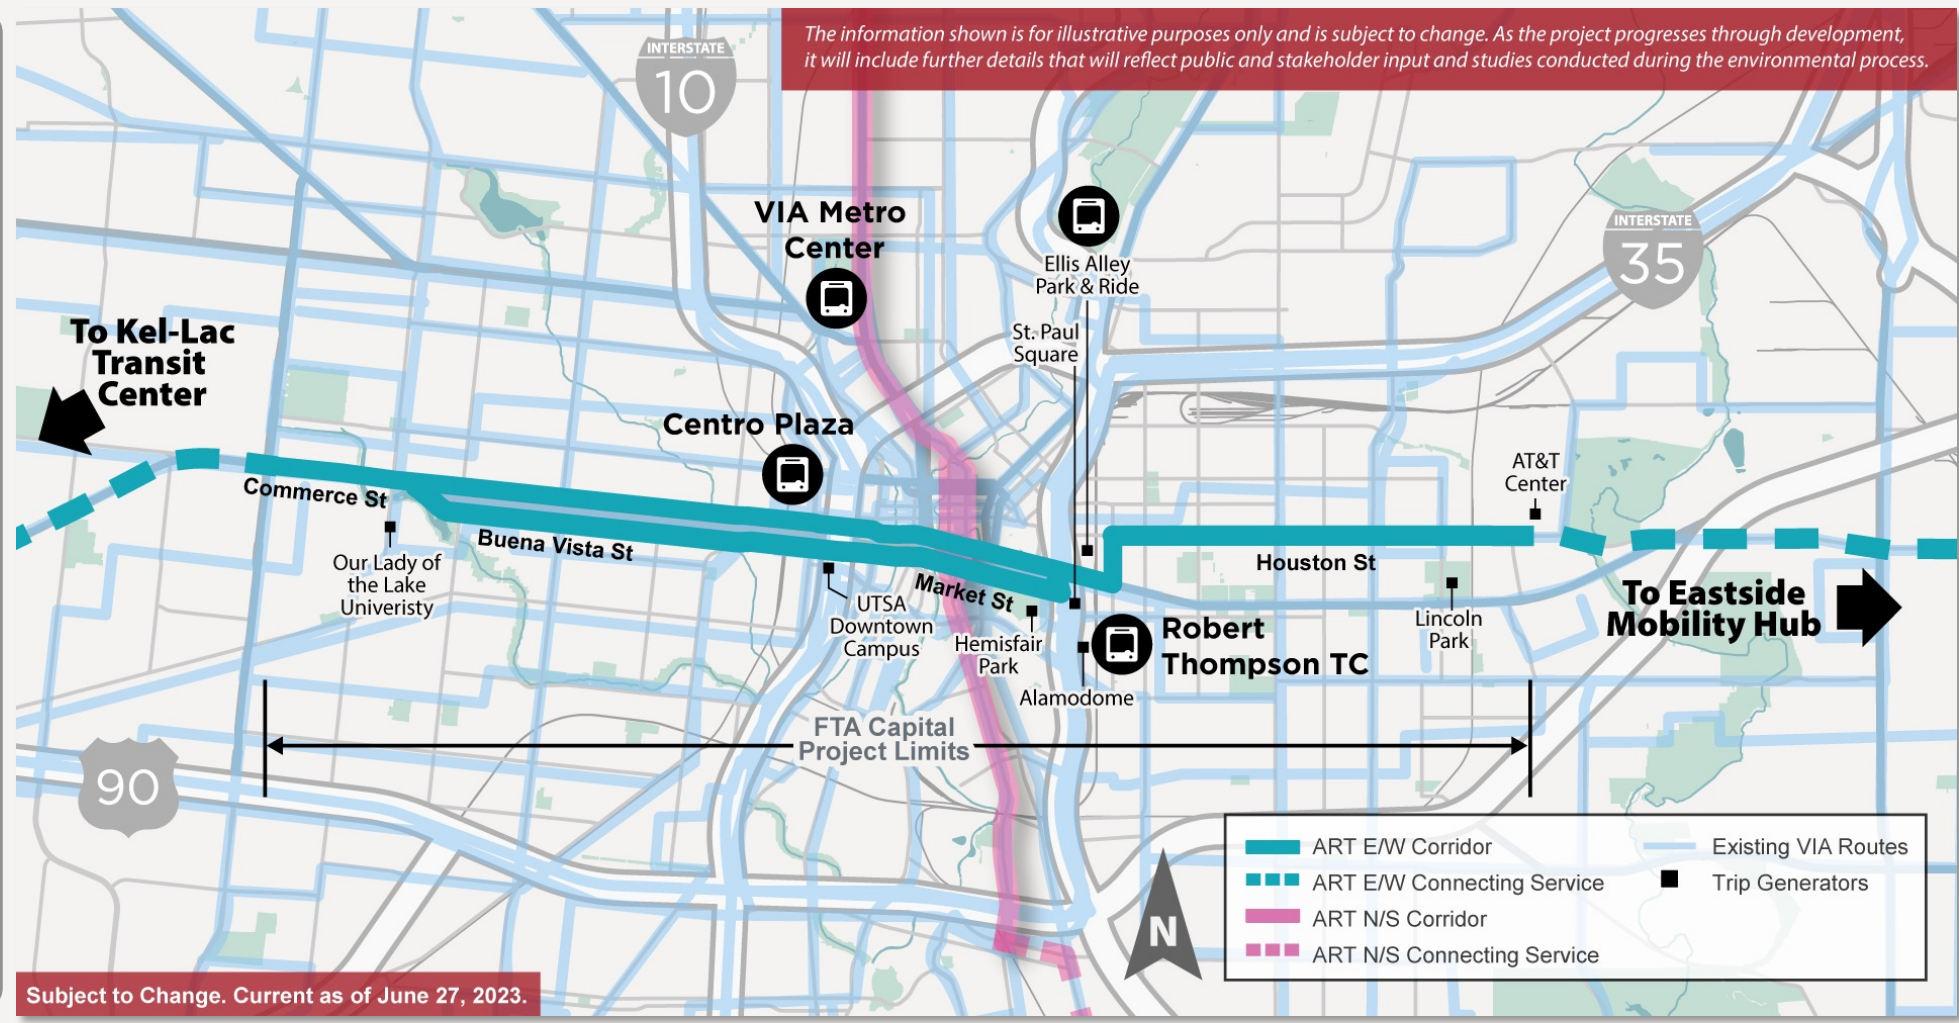 The information shown is for illustrative purposes only and is subject to change. As the project progresses through development,
it will include further details that will reflect public and stakeholder input and studies conducted during the environmental process.
INTERSTATE
10
VIA Metro
Center
Ellis Alley
Park & Ride
INTERSTATE
35
St. Paul
Square
To Kel-Lac
Transit
Center
Centro Plaza
AT&T
Center
Commerce St
Buena Vista St
Our Lady of
the Lake
Univeristy
UTSA
Downtown
Campus
Market St
Hemisfair
Park
Houston St
Lincoln
Park
To Eastside
Mobility Hub
Robert
Thompson TC
Alamodome
FTA Capital
Project Limits
90
N
ART E/W Corridor
ART E/W Connecting Service
ART N/S Corridor
ART N/S Connecting Service
Existing VIA Routes
Trip Generators
Subject to Change. Current as of June 27, 2023.